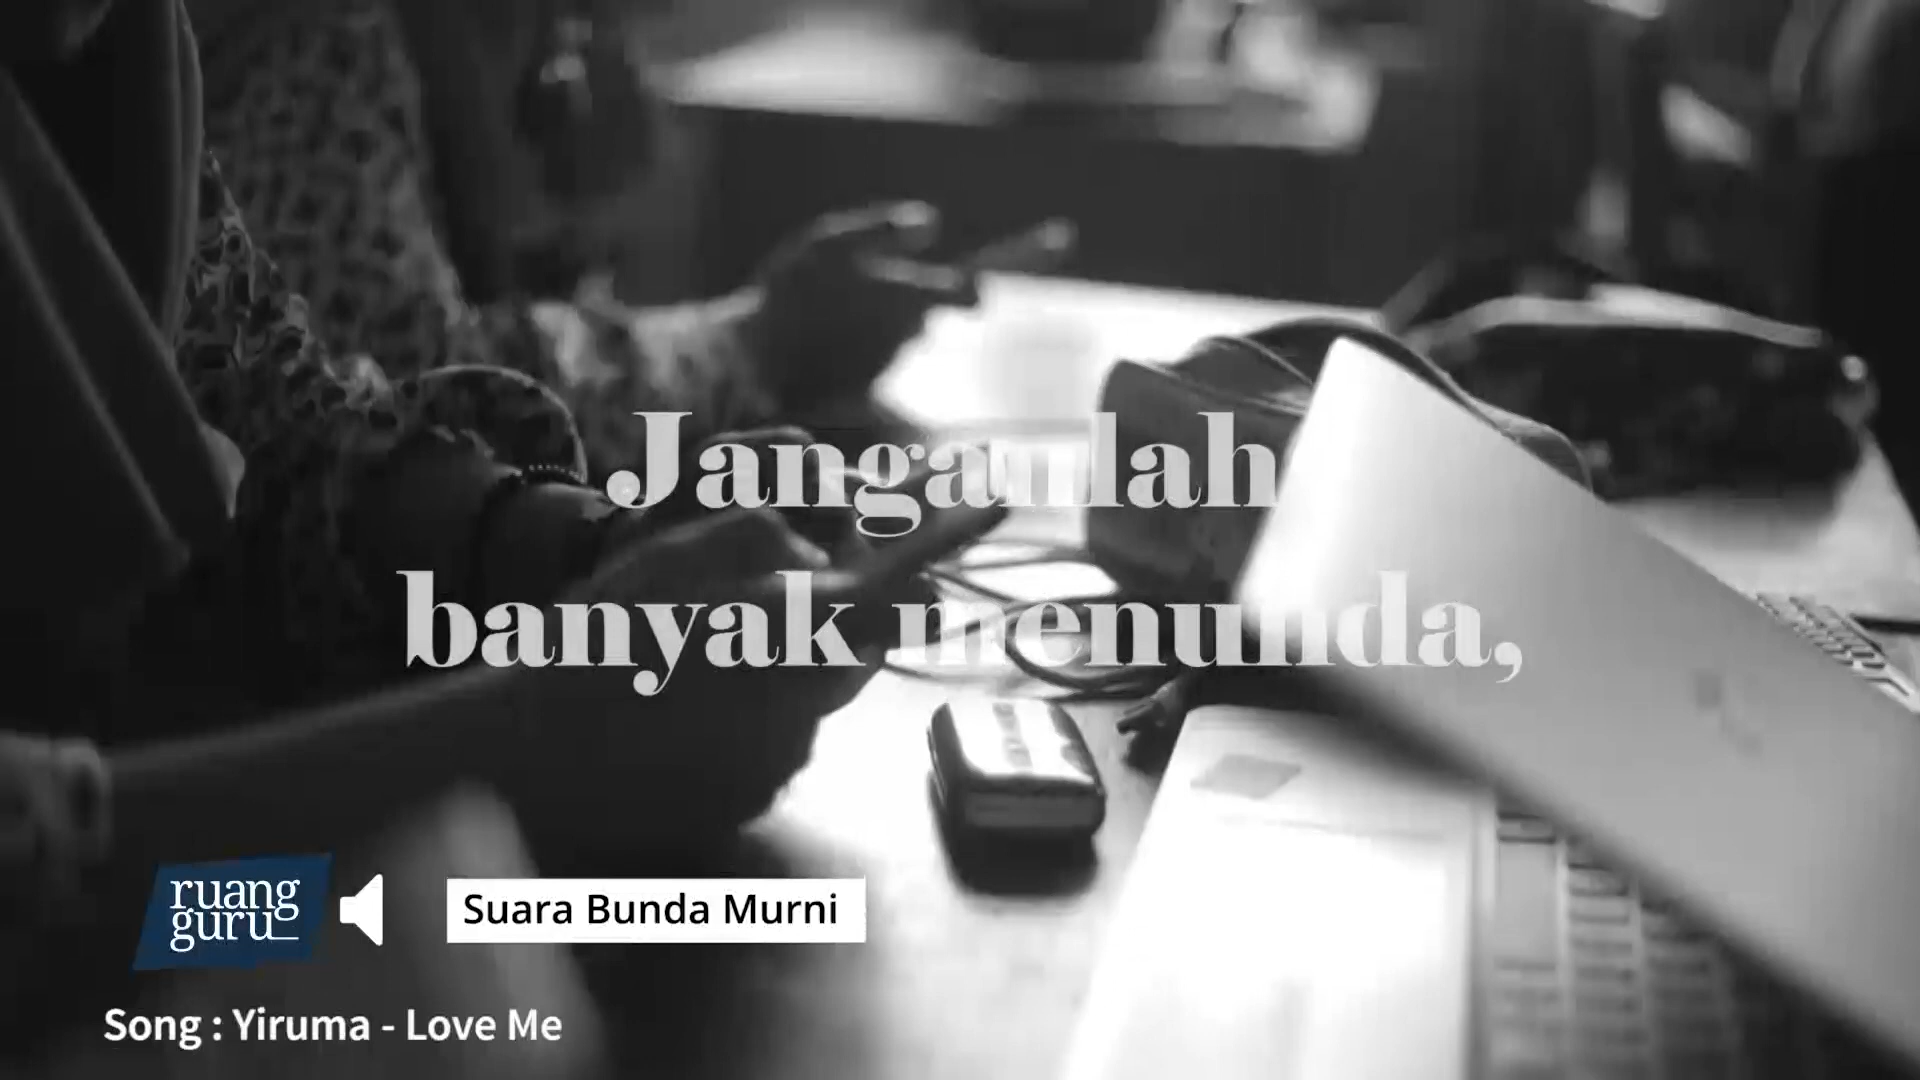 Janganlah
banyak menunda,
ruang
guru
Suara Bunda Murni
Song : Yiruma - Love Me